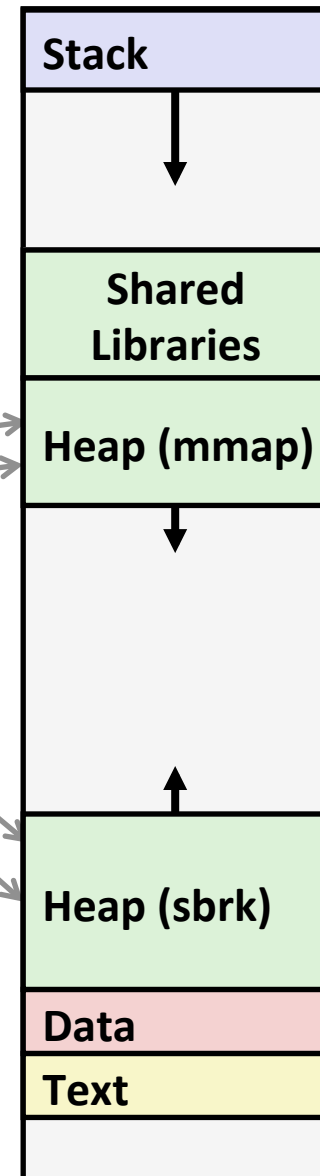 Stack
Shared
Libraries
Heap (mmap)
Heap (sbrk)
Data
Text